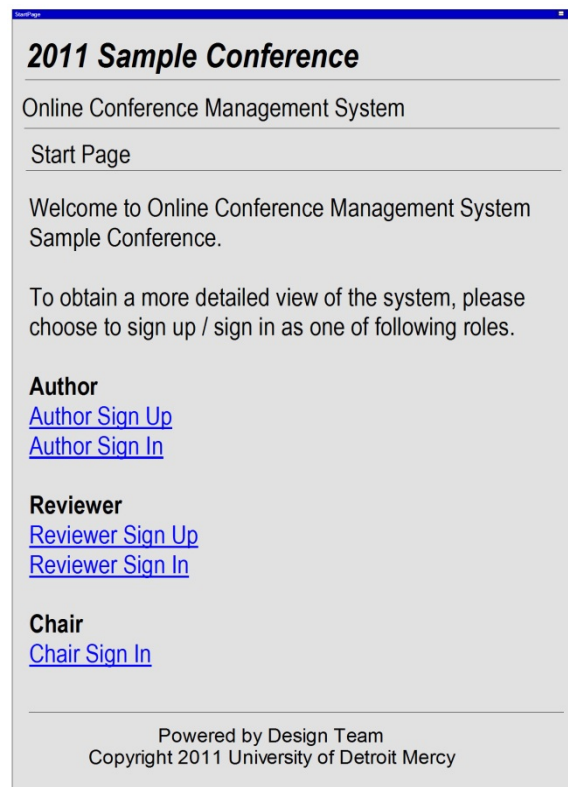 StartPage
2011 Sample Conference
Online Conference Management System
Start Page
Welcome to Online Conference Management System
Sample Conference.
To obtain a more detailed view of the system, please
choose to sign up / sign in as one of following roles.
Author
Author Sign Up
Author Sign In
Reviewer
Reviewer Sign Up
Reviewer Sign In
Chair
Chair Sign In
Powered by Design Team
Copyright 2011 University of Detroit Mercy